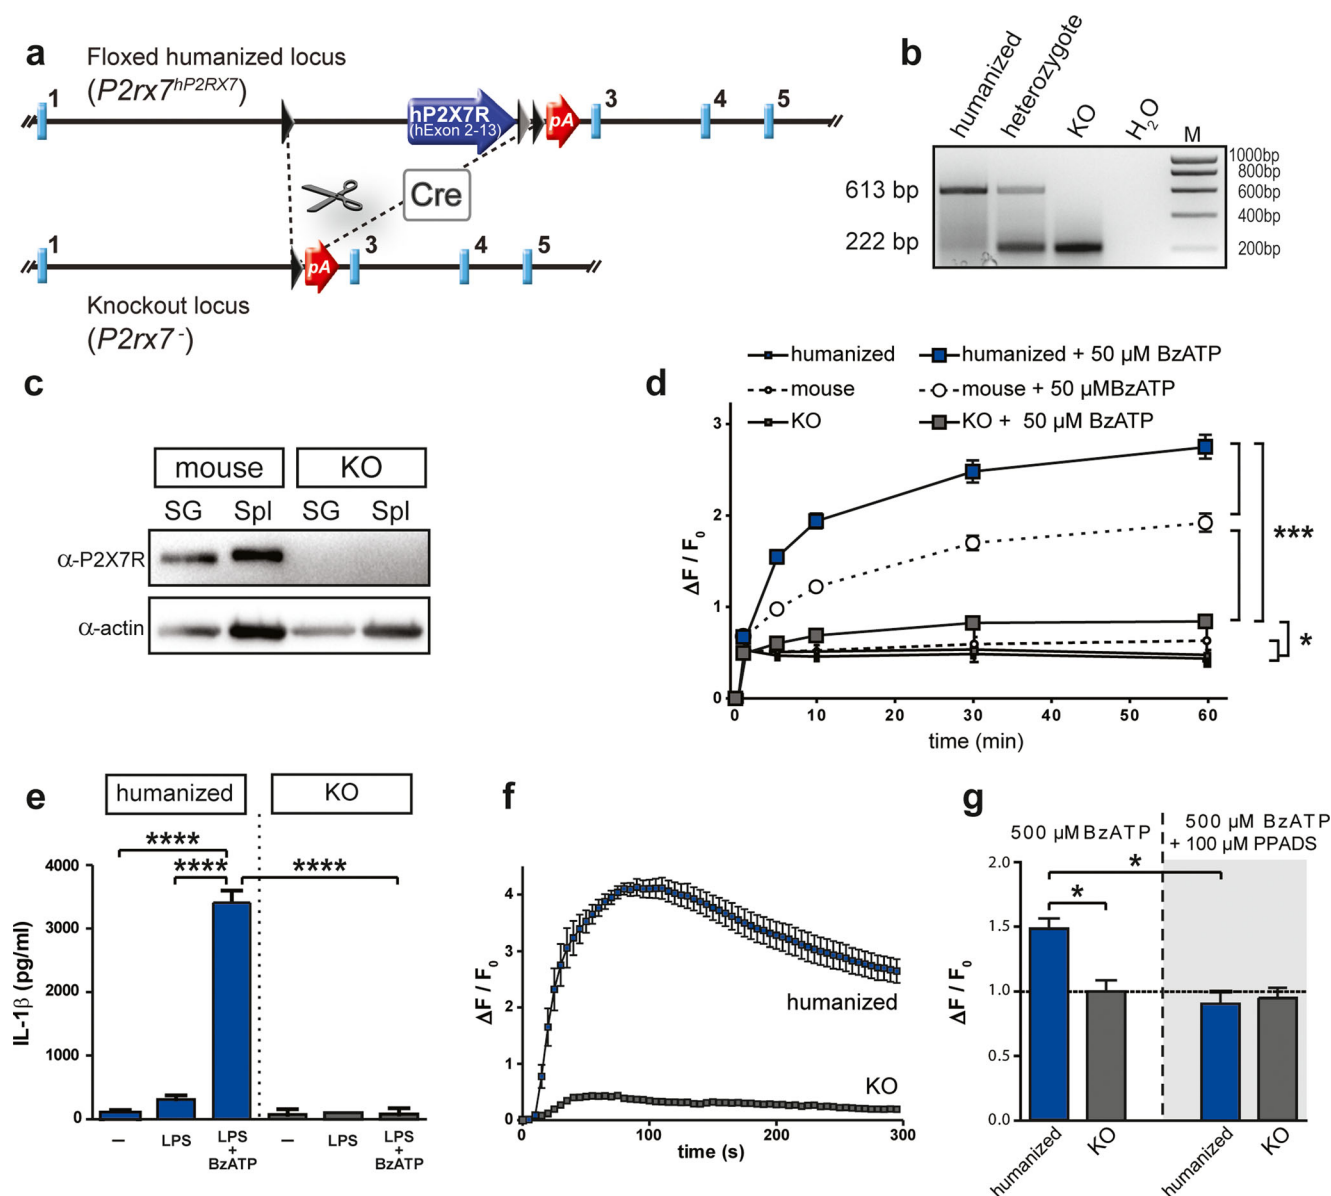 a
Floxed humanized locus
(P2rx7hP2RX7)
1
hP2X7R
(hExon 2-13)
pA
3
4
5
Cre
1
pA
3
4
5
Knockout locus
(P2rx7 -)
b
humanized
heterozygote
KO
H2O
M
613 bp
222 bp
1000bp
800bp
600bp
400bp
200bp
c
mouse
KO
SG
Spl
SG
Spl
α-P2X7R
α-actin
d
humanized
humanized + 50 µM BzATP
mouse
mouse + 50 µMBzATP
KO
KO + 50 µM BzATP
ΔF / F0
3
2
1
0
0
10
20
30
40
50
60
time (min)
***
*
e
humanized
KO
****
****
****
IL-1β (pg/ml)
4000
3000
2000
1000
0
–
LPS
LPS
+
BzATP
–
LPS
LPS
+
BzATP
f
ΔF / F0
4
3
2
1
0
0
100
200
300
time (s)
humanized
KO
g
500 µMBzATP
500 µM BzATP
+ 100 µM PPADS
*
*
ΔF / F0
2.0
1.5
1.0
0.5
0.0
humanized
KO
humanized
KO